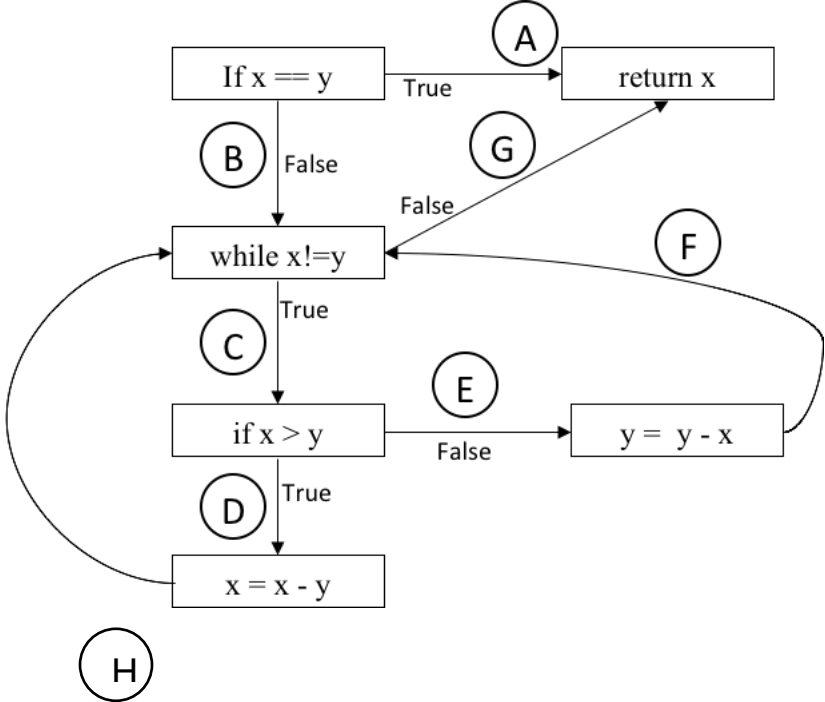 A
If x == y
True
return x
B
False
G
False
F
while x!=y
True
C
E
if x > y
False
y = y - x
D
True
x = x - y
H